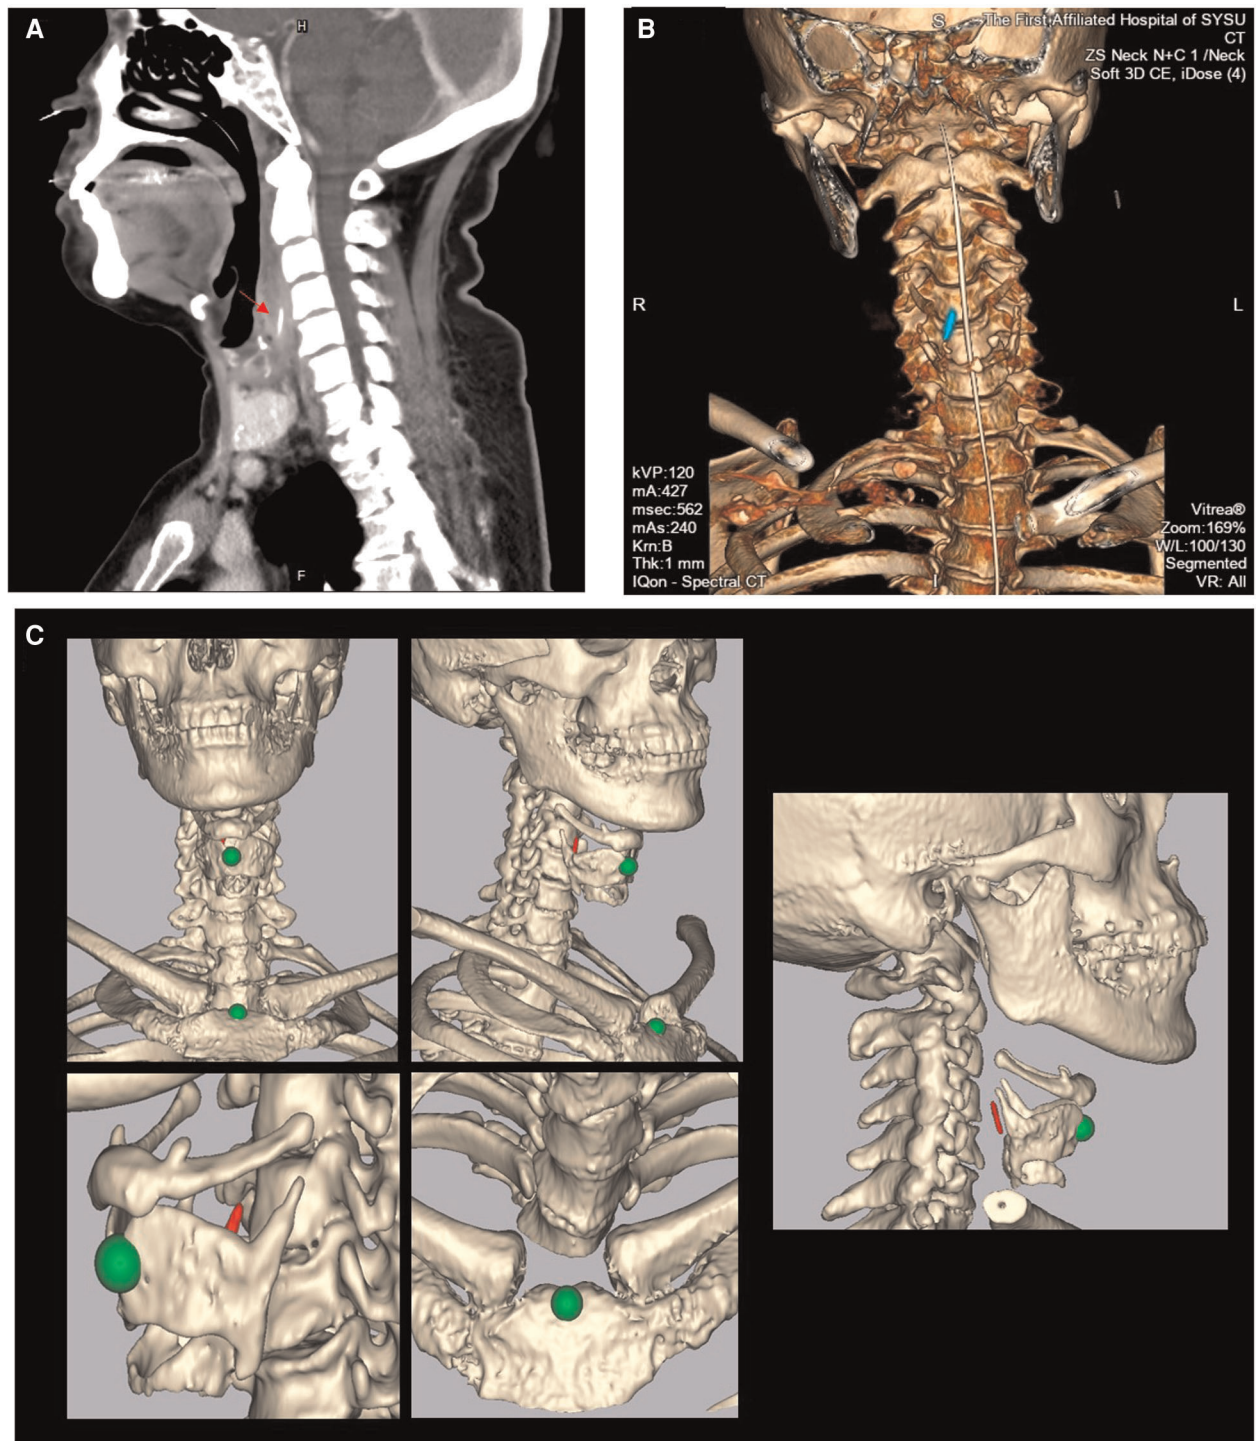 A
H
F
B
S
The First Affiliated Hospital of SYSU
CT
ZS Neck N+C 1 /Neck
Soft 3D CE, iDose (4)
R
L
kVP:120
mA:427
msec:562
mAs:240
Krn:B
Thk:1 mm
IQon - Spectral CT
I
Vitrea®
Zoom:169%
W/L:100/130
Segmented
VR: All
C